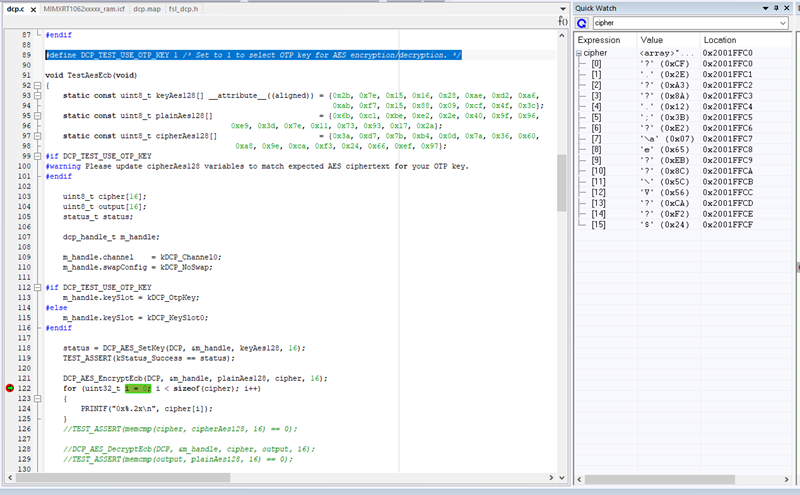 dcp.c x MIMXRT1062xxxxx_ram.icf dcp.map fsl_dcp.h
f()
87 #endif
88
89 #define DCP_TEST_USE_OTP_KEY 1 /* Set to 1 to select OTP key for AES encryption/decryption. */
90
91 void TestAesEcb(void)
92 {
93 static const uint8_t keyAes128[] __attribute__((aligned)) = {0x2b, 0x7e, 0x15, 0x16, 0x28, 0xae, 0xd2, 0xa6,
94 0xab, 0xf7, 0x15, 0x88, 0x09, 0xcf, 0x4f, 0x3c};
95 static const uint8_t plainAes128[] = {0x6b, 0xc1, 0xbe, 0xe2, 0x2e, 0x40, 0x9f, 0x96,
96 0xe9, 0x3d, 0x7e, 0x11, 0x73, 0x93, 0x17, 0x2a};
97 static const uint8_t cipherAes128[] = {0x3a, 0xd7, 0x7b, 0xb4, 0x0d, 0x7a, 0x36, 0x60,
98 0xa8, 0x9e, 0xca, 0xf3, 0x24, 0x66, 0xef, 0x97};
99 #if DCP_TEST_USE_OTP_KEY
100 #warning Please update cipherAes128 variables to match expected AES ciphertext for your OTP key.
101 #endif
102
103 uint8_t cipher[16];
104 uint8_t output[16];
105 status_t status;
106
107 dcp_handle_t m_handle;
108
109 m_handle.channel = kDCP_Channel0;
110 m_handle.swapConfig = kDCP_NoSwap;
111
112 #if DCP_TEST_USE_OTP_KEY
113 m_handle.keySlot = kDCP_OtpKey;
114 #else
115 m_handle.keySlot = kDCP_KeySlot0;
116 #endif
117
118 status = DCP_AES_SetKey(DCP, &m_handle, keyAes128, 16);
119 TEST_ASSERT(kStatus_Success == status);
120
121 DCP_AES_EncryptEcb(DCP, &m_handle, plainAes128, cipher, 16);
122 for (uint32_t i = 0; i < sizeof(cipher); i++)
123 {
124 PRINTF("0x%.2x\n", cipher[i]);
125 }
126 //TEST_ASSERT(memcmp(cipher, cipherAes128, 16) == 0);
127
128 //DCP_AES_DecryptEcb(DCP, &m_handle, cipher, output, 16);
129 //TEST_ASSERT(memcmp(output, plainAes128, 16) == 0);
130
Quick Watch
cipher
Expression Value Location
cipher <array>"... 0x2001FFC0
[0] '?' (0xCF) 0x2001FFC0
[1] '.' (0x2E) 0x2001FFC1
[2] '?' (0xA3) 0x2001FFC2
[3] '?' (0x8A) 0x2001FFC3
[4] '.' (0x12) 0x2001FFC4
[5] ';' (0x3B) 0x2001FFC5
[6] '?' (0xE2) 0x2001FFC6
[7] '\a' (0x07) 0x2001FFC7
[8] 'e' (0x65) 0x2001FFC8
[9] '?' (0xEB) 0x2001FFC9
[10] '?' (0x8C) 0x2001FFCA
[11] '\' (0x5C) 0x2001FFCB
[12] 'V' (0x56) 0x2001FFCC
[13] '?' (0xCA) 0x2001FFCD
[14] '?' (0xF2) 0x2001FFCE
[15] '$' (0x24) 0x2001FFCF